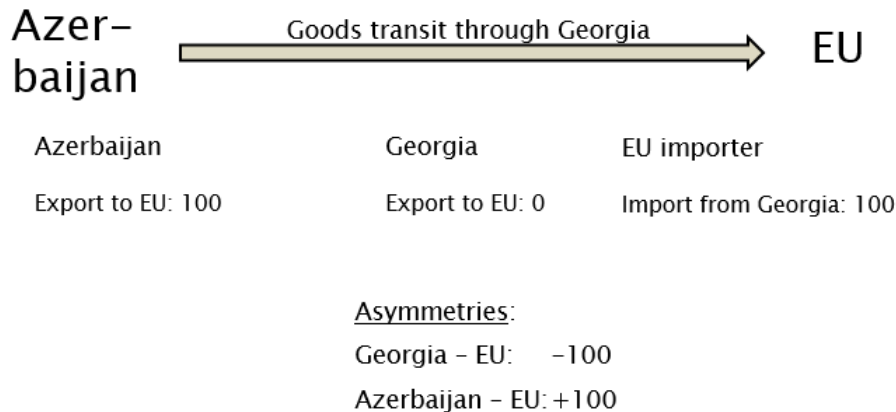 Azer-
baijan
Goods transit through Georgia
EU
Azerbaijan
Georgia
EU importer
Export to EU: 100
Export to EU: 0
Import from Georgia: 100
Asymmetries:
Georgia – EU: –100
Azerbaijan – EU: +100